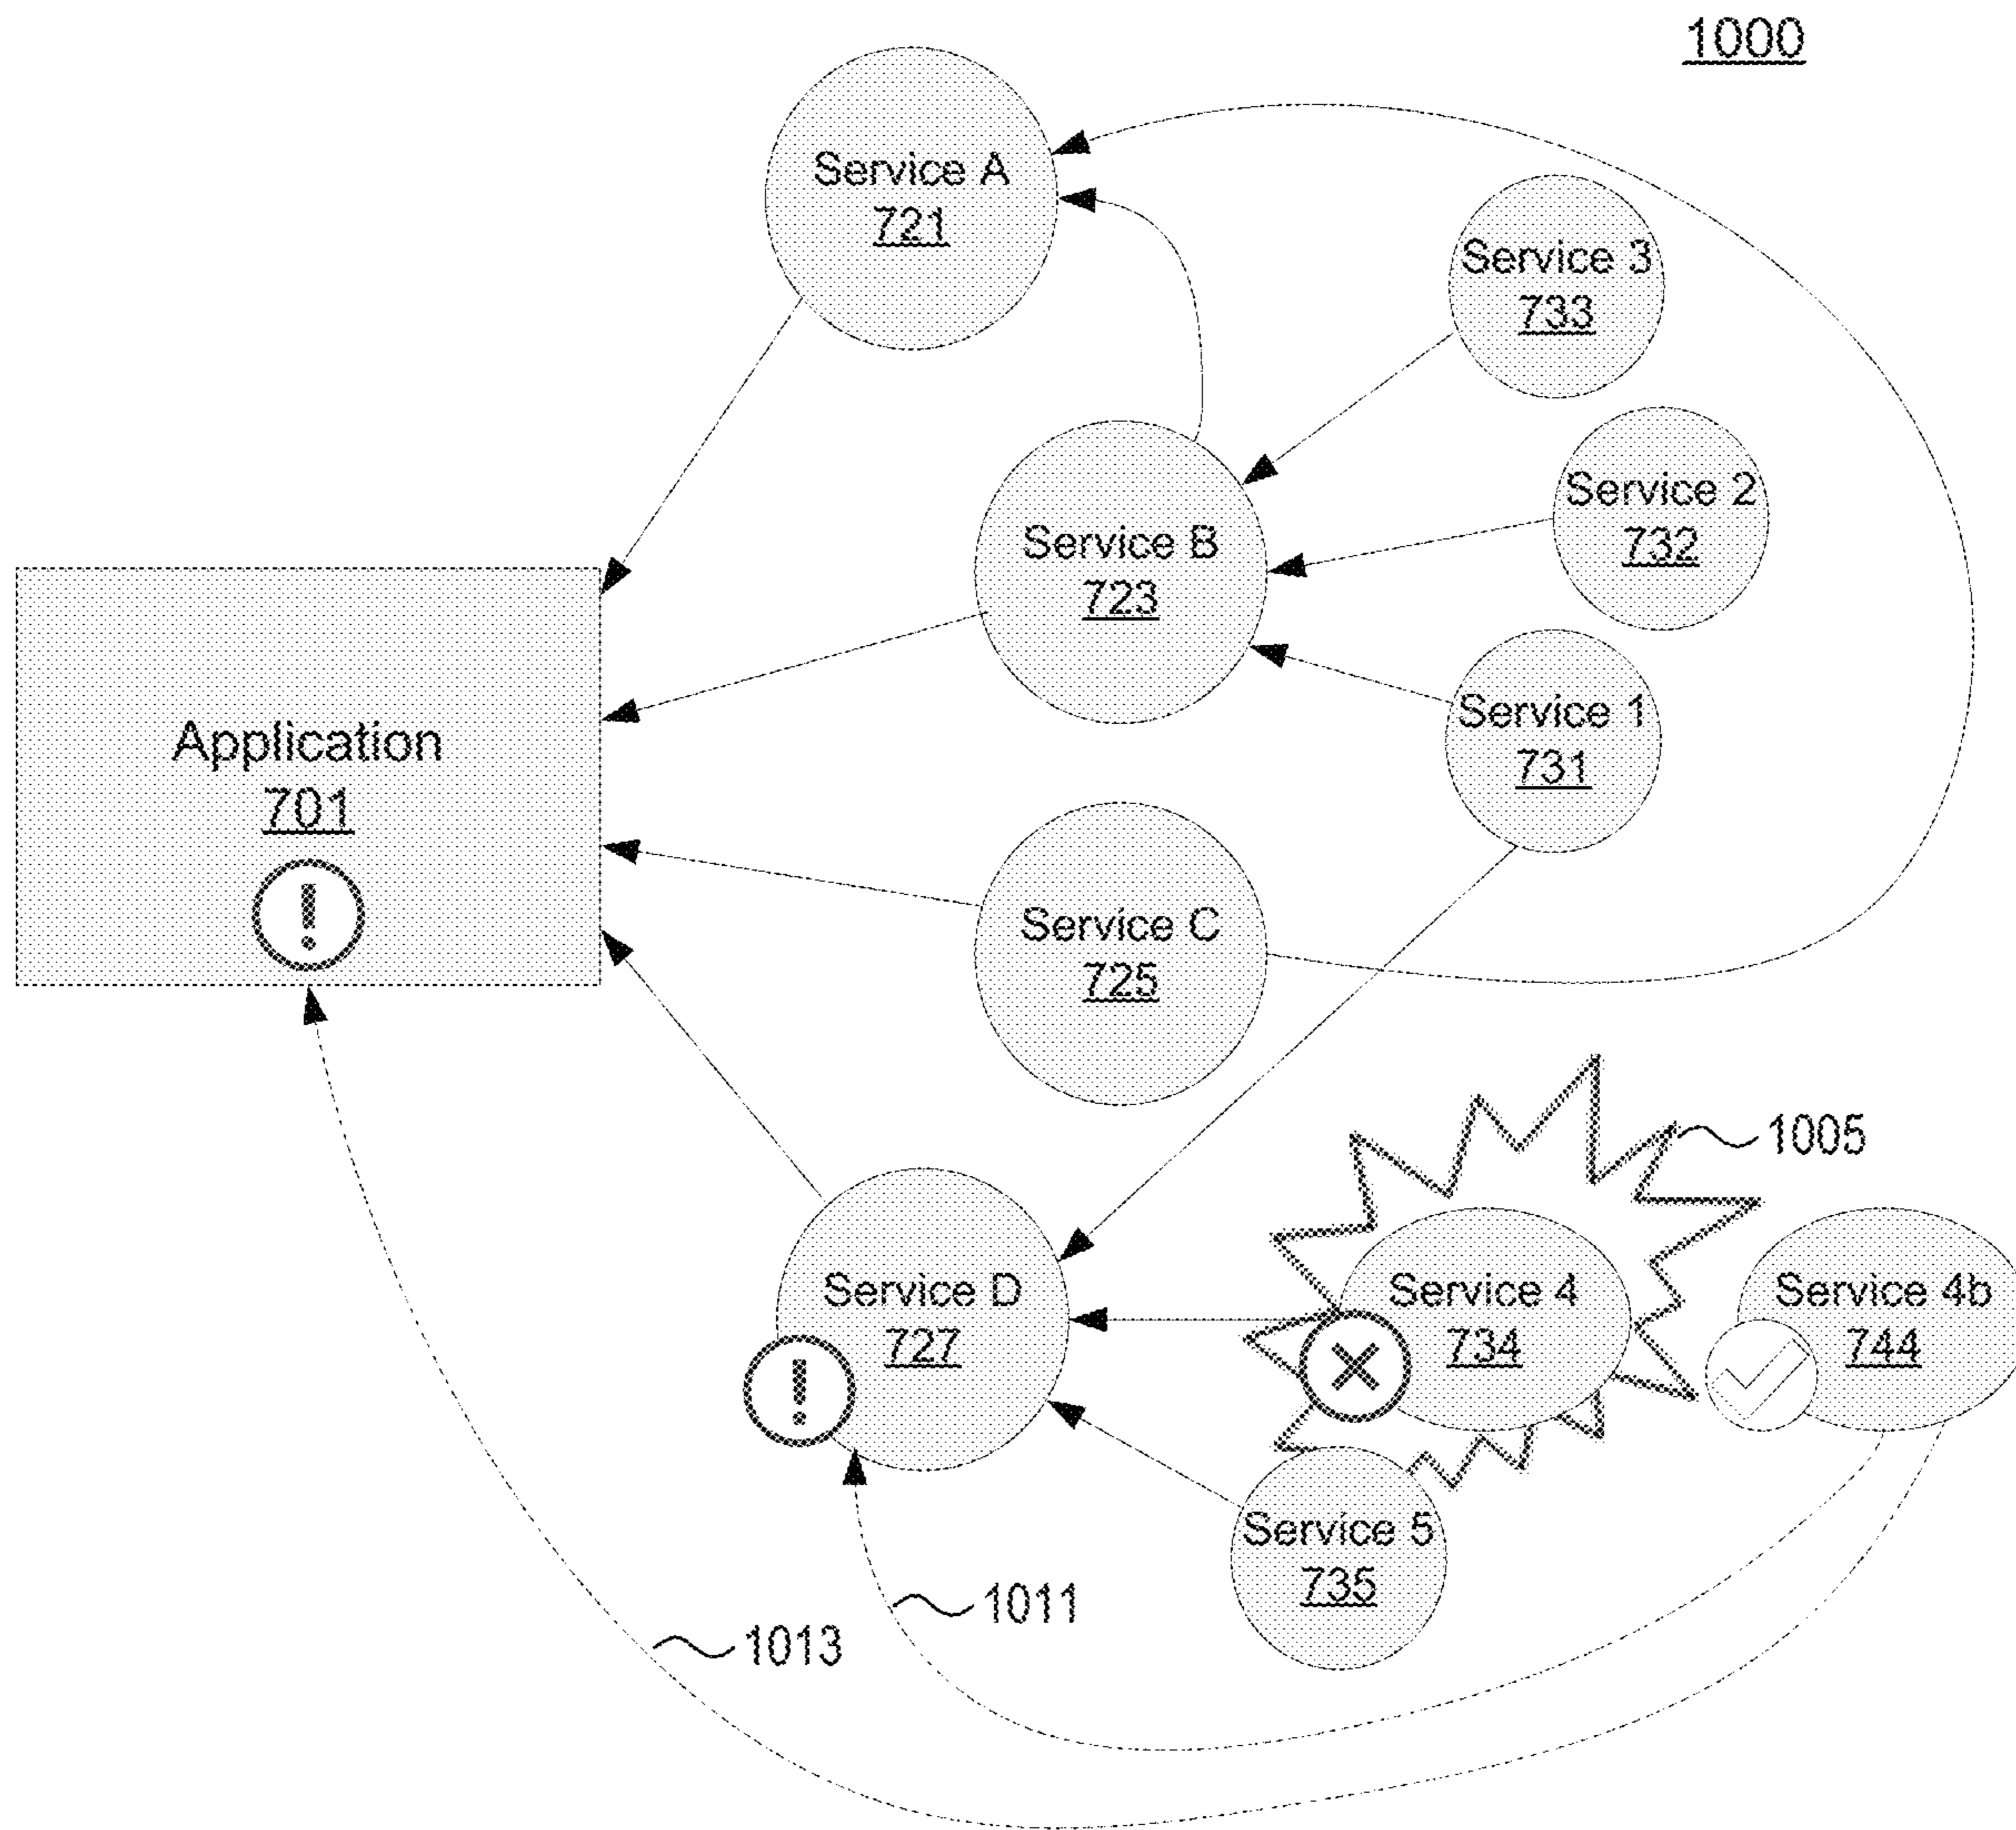 1000
Service A
721
Service 3
733
Service 2
732
Service B
723
Service 1
731
Application
701
!
Service C
725
1005
Service D
727
!
Service 4
734
Service 4b
744
Service 5
735
1011
1013